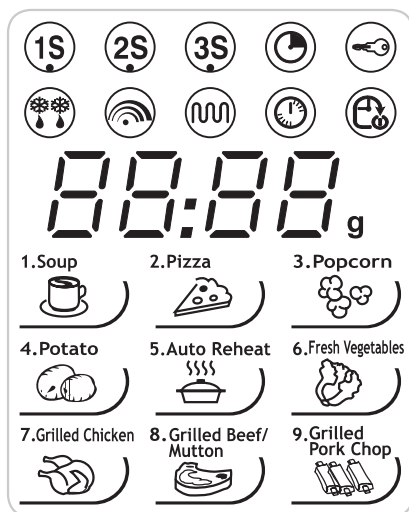 1S 2S 3S
88:88 g
1.Soup 2.Pizza 3.Popcorn
4.Potato 5.Auto Reheat 6.Fresh Vegetables
7.Grilled Chicken 8.Grilled Beef/ 9.Grilled
Mutton Pork Chop